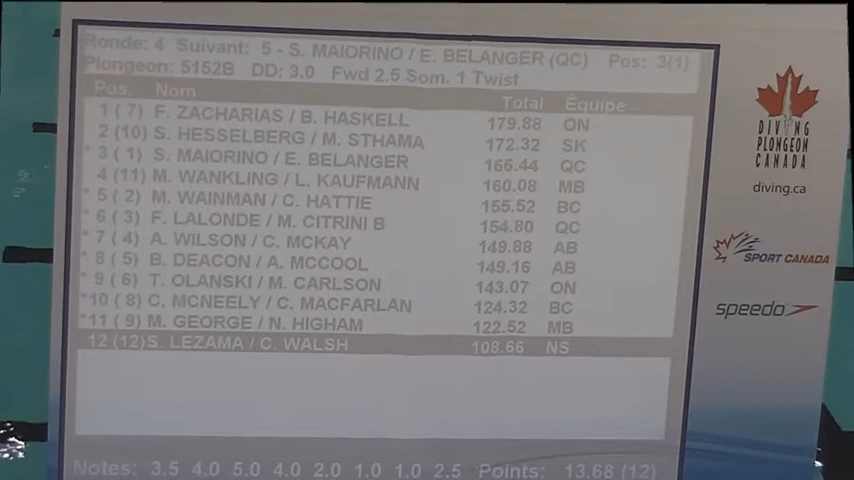 Ronde: 4 Suivant: 5 - S. MAIORINO / E. BELANGER (QC) Pos: 3(1)
Plongeon: 5152B DD: 3.0 Fwd 2.5 Som. 1 Twist
Pos. Nom Total Équipe
1 ( 7) F. ZACHARIAS / B. HASKELL 179.88 ON
2 (10) S. HESSELBERG / M. STHAMA 172.32 SK
* 3 ( 1) S. MAIORINO / E. BELANGER 166.44 QC
4 (11) M. WANKLING / L. KAUFMANN 160.08 MB
* 5 ( 2) M. WAINMAN / C. HATTIE 155.52 BC
* 6 ( 3) F. LALONDE / M. CITRINI B 154.80 QC
* 7 ( 4) A. WILSON / C. MCKAY 149.88 AB
* 8 ( 5) B. DEACON / A. MCCOOL 149.16 AB
* 9 ( 6) T. OLANSKI / M. CARLSON 143.07 ON
*10 ( 8) C. MCNEELY / C. MACFARLAN 124.32 BC
*11 ( 9) M. GEORGE / N. HIGHAM 122.52 MB
12 (12) S. LEZAMA / C. WALSH 108.66 NS
Notes: 3.5 4.0 5.0 4.0 2.0 1.0 1.0 2.5 Points: 13.68 (12)
DIVING
PLONGEON
CANADA
diving.ca
SPORT CANADA
speedo